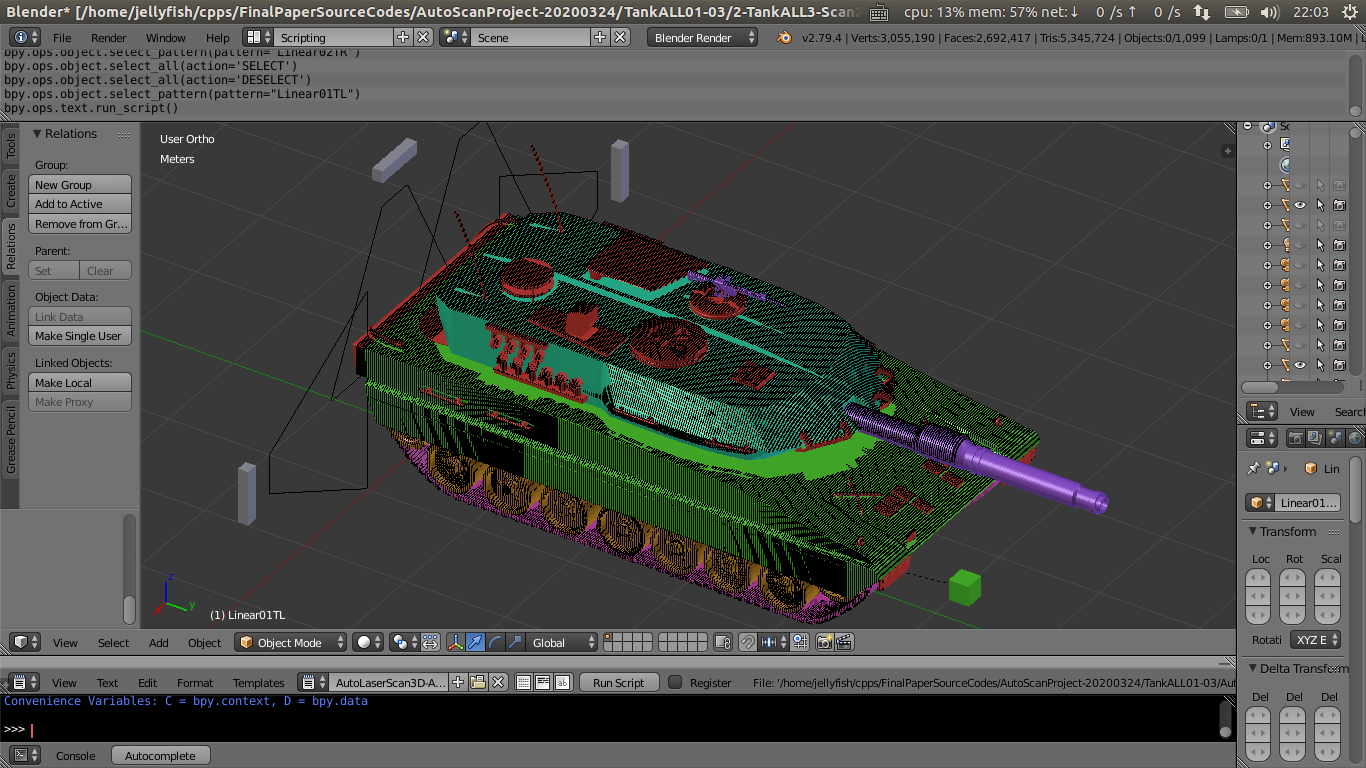 Blender* [/home/jellyfish/cpps/FinalPaperSourceCodes/AutoScanProject-20200324/TankALL01-03/2-TankALL3-Scan
cpu: 13% mem: 57% net:↓ 0 /s ↑ 0 /s 22:03
File Render Window Help Scripting Scene Blender Render v2.79.4 | Verts:3,055,190 | Faces:2,692,417 | Tris:5,345,724 | Objects:0/1,099 | Lamps:0/1 | Mem:893.10M | L
bpy.ops.object.select_pattern(pattern="Linear02TR")
bpy.ops.object.select_all(action='SELECT')
bpy.ops.object.select_all(action='DESELECT')
bpy.ops.object.select_pattern(pattern="Linear01TL")
bpy.ops.text.run_script()
Tools
Create
Relations
Animation
Physics
Grease Pencil
Relations
Group:
New Group
Add to Active
Remove from Gr...
Parent:
Set Clear
Object Data:
Link Data
Make Single User
Linked Objects:
Make Local
Make Proxy
User Ortho
Meters
z
y
(1) Linear01TL
View Select Add Object Object Mode Global
View Text Edit Format Templates AutoLaserScan3D-A... Run Script Register File: '/home/jellyfish/cpps/FinalPaperSourceCodes/AutoScanProject-20200324/TankALL01-03/Aut
Convenience Variables: C = bpy.context, D = bpy.data
>>>
Console Autocomplete
Sc
View Search
Lin
Linear01...
Transform
Loc Rot Scal
Rotati XYZ E
Delta Transform
Del Del Del